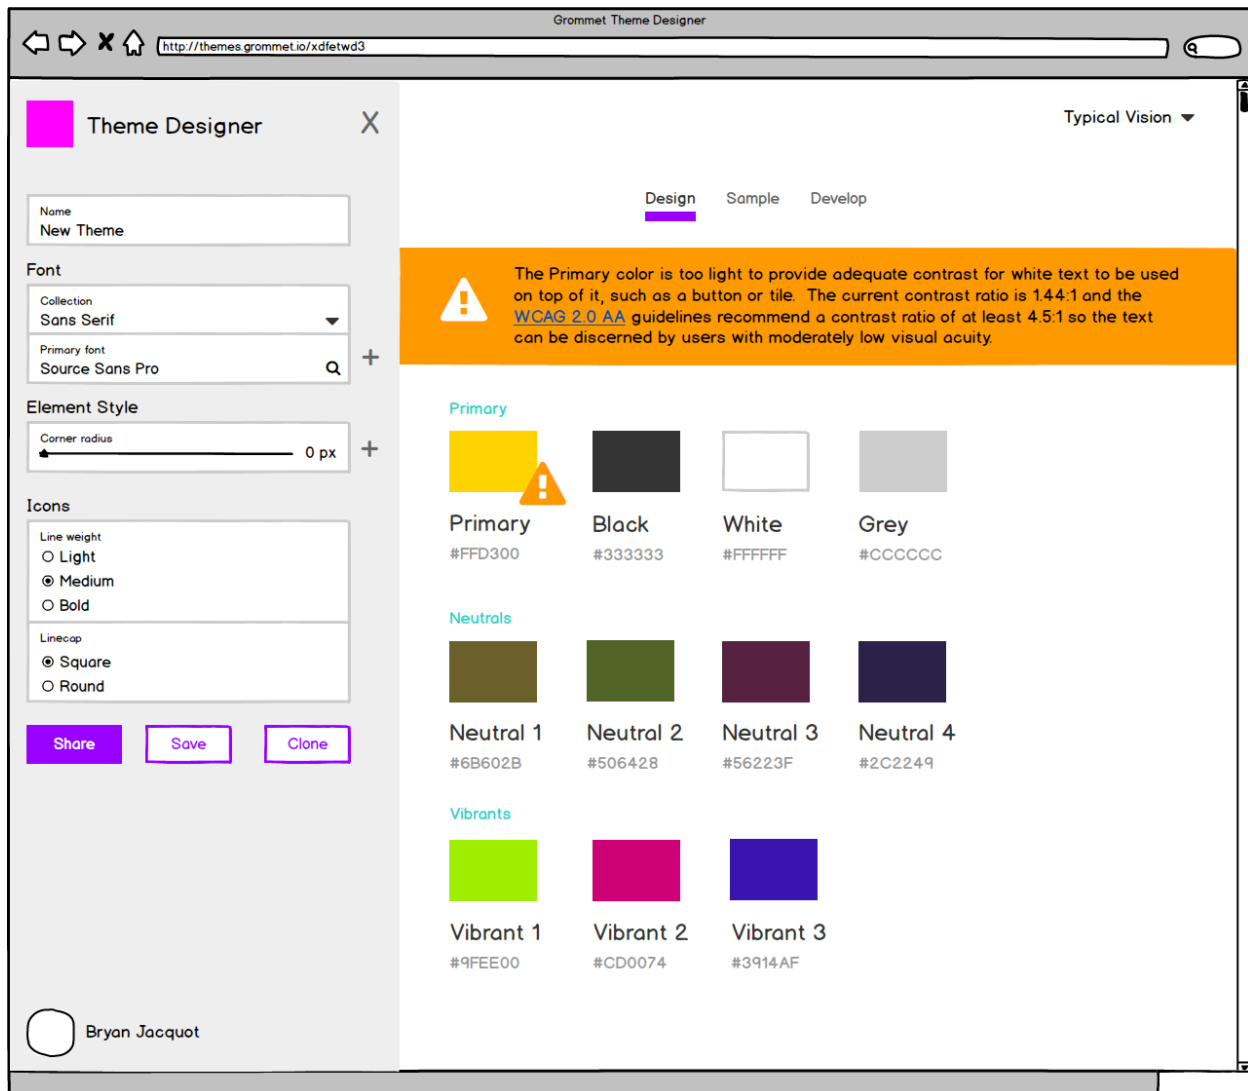 Grommet Theme Designer
http://themes.grommet.io/xdfetwd3
Theme Designer
X
Name
New Theme
Font
Collection
Sans Serif
Primary font
Source Sans Pro
+
Element Style
Corner radius
0 px
+
Icons
Line weight
Light
Medium
Bold
Linecap
Square
Round
Share
Save
Clone
Bryan Jacquot
Typical Vision
Design
Sample
Develop
The Primary color is too light to provide adequate contrast for white text to be used
on top of it, such as a button or tile. The current contrast ratio is 1.44:1 and the
WCAG 2.0 AA guidelines recommend a contrast ratio of at least 4.5:1 so the text
can be discerned by users with moderately low visual acuity.
Primary
Primary
Black
White
Grey
#FFD300
#333333
#FFFFFF
#CCCCCC
Neutrals
Neutral 1
Neutral 2
Neutral 3
Neutral 4
#6B602B
#506428
#56223F
#2C2249
Vibrants
Vibrant 1
Vibrant 2
Vibrant 3
#9FEE00
#CD0074
#3914AF